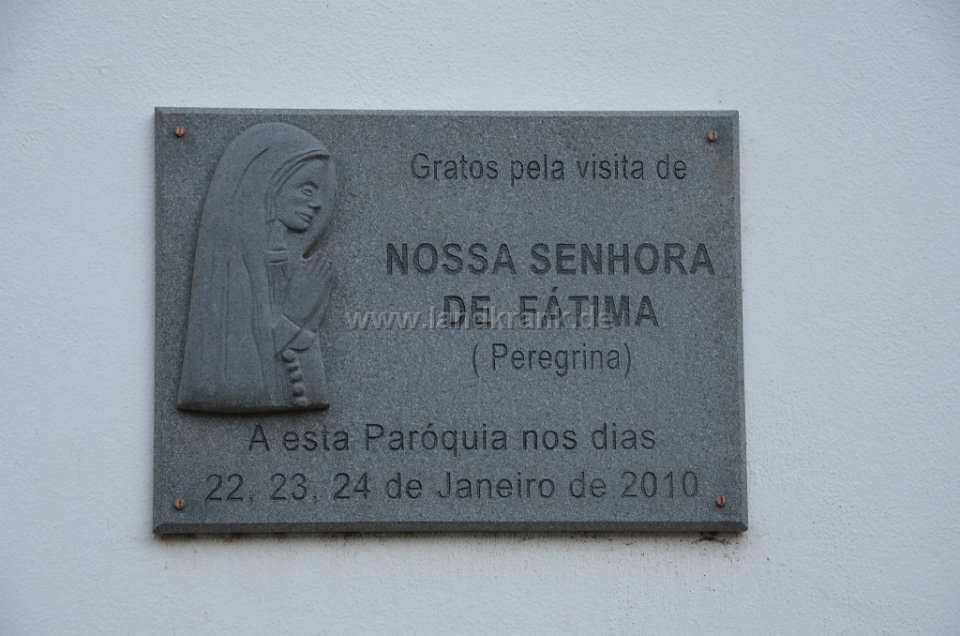 Gratos pela visita de
NOSSA SENHORA
DE FÁTIMA
www.landkrank.de
( Peregrina)
A esta Paróquia nos dias
22, 23, 24 de Janeiro de 2010